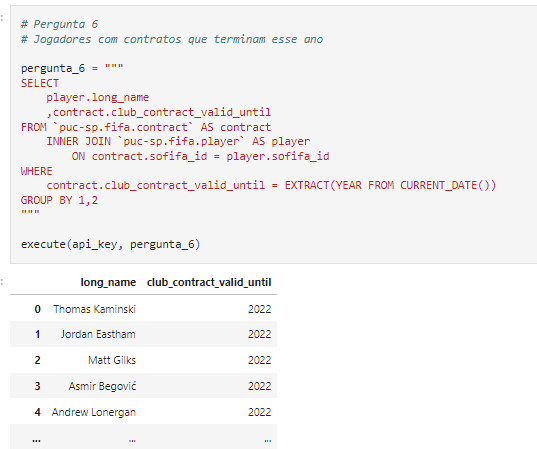 # Pergunta 6
# Jogadores com contratos que terminam esse ano
pergunta_6 = """
SELECT
player.long_name
,contract.club_contract_valid_until
FROM `puc-sp.fifa.contract` AS contract
INNER JOIN `puc-sp.fifa.player` AS player
ON contract.sofifa_id = player.sofifa_id
WHERE
contract.club_contract_valid_until = EXTRACT(YEAR FROM CURRENT_DATE())
GROUP BY 1,2
"""
execute(api_key, pergunta_6)
long_name club_contract_valid_until
0 Thomas Kaminski 2022
1 Jordan Eastham 2022
2 Matt Gilks 2022
3 Asmir Begović 2022
4 Andrew Lonergan 2022
... ... ...